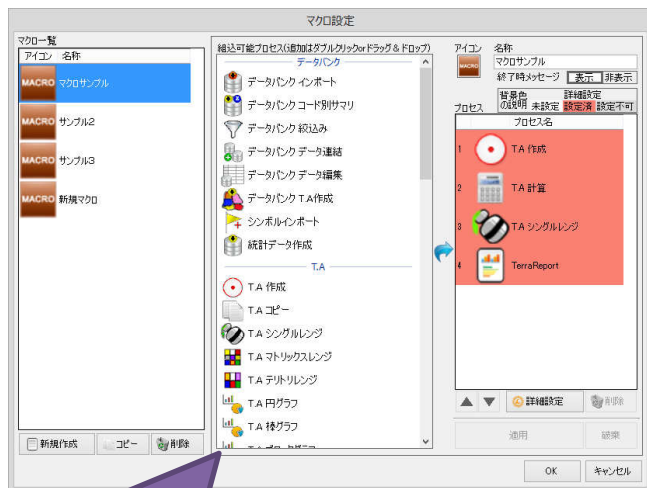 マクロ設定
マクロ一覧
アイコン 名称
MACRO マクロサンプル
MACRO サンプル2
MACRO サンプル3
MACRO 新規マクロ
新規作成 コピー 削除
組込可能プロセス(追加はダブルクリックorドラッグ&ドロップ)
データバンク
データバンク インポート
データバンク コード別サマリ
データバンク 絞込み
データバンク データ連結
データバンク データ編集
データバンク T.A作成
シンボルインポート
統計データ作成
T.A
T.A 作成
T.A コピー
T.A シングルレンジ
T.A マトリックスレンジ
T.A テリトリレンジ
T.A 円グラフ
T.A 棒グラフ
アイコン 名称
MACRO マクロサンプル
終了時メッセージ 表示 非表示
背景色の説明 詳細設定
未設定 設定済 設定不可
プロセス
プロセス名
1 T.A 作成
2 T.A 計算
3 T.A シングルレンジ
4 TerraReport
詳細設定 削除
適用 破棄
OK キャンセル